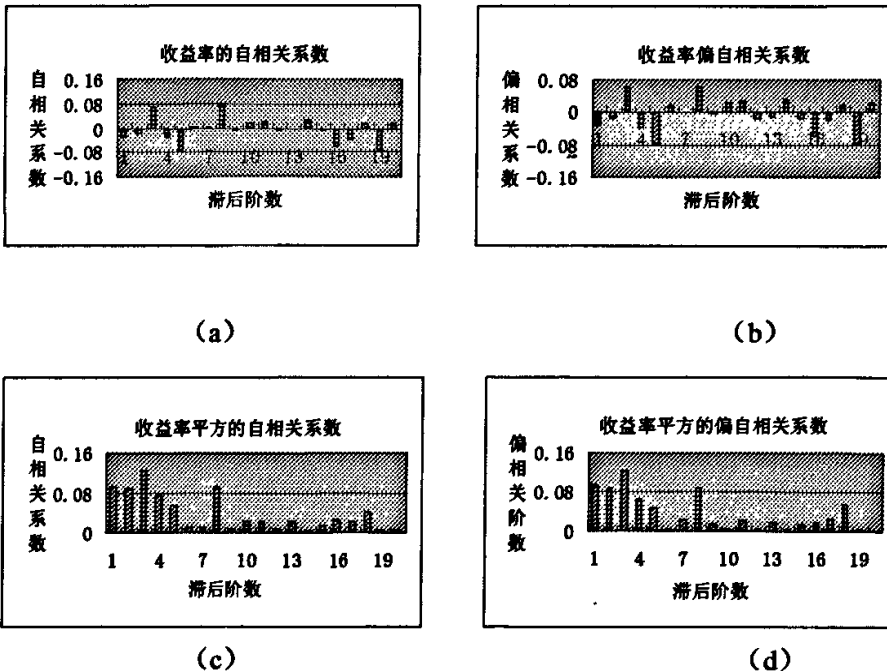 收益率的自相关系数
自相关系数
0.16
0.08
0
-0.08
-0.16
1 4 7 10 13 16 19
滞后阶数
(a)
收益率偏自相关系数
偏相关系数
0.08
0
-0.08
-0.16
1 4 7 10 13
滞后阶数
(b)
收益率平方的自相关系数
自相关系数
0.16
0.08
0
1 4 7 10 13 16 19
滞后阶数
(c)
收益率平方的偏自相关系数
偏相关阶数
0.16
0.08
0
1 4 7 10 13 16 19
滞后阶数
(d)